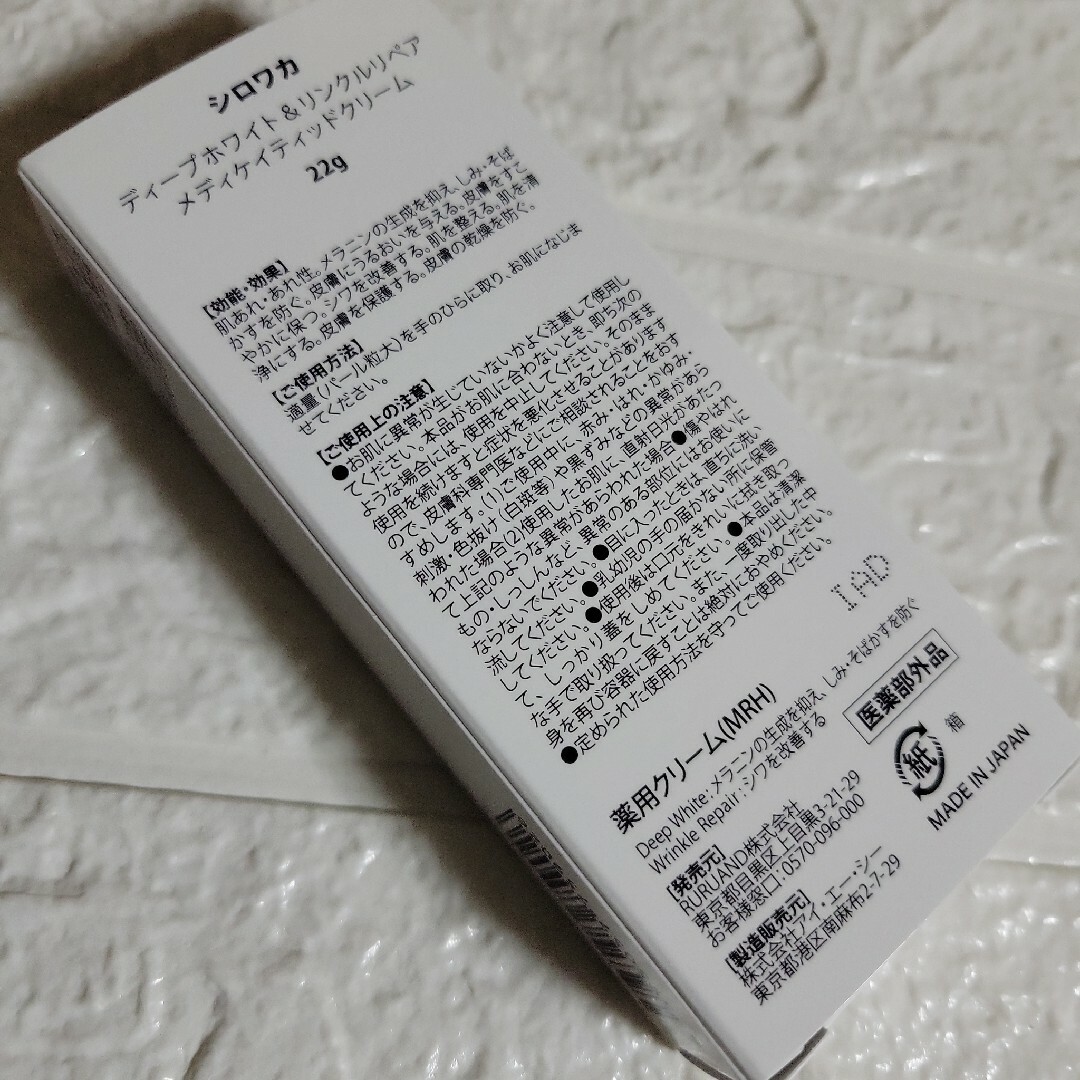 シロワカ
ディープホワイト&リンクルリペア
メディケイティッドクリーム
22g
【効能・効果】
肌あれ・あれ性。メラニンの生成を抑え、しみ・そば
かすを防ぐ。皮膚にうるおいを与える。皮膚をすこ
やかに保つ。シワを改善する。肌を整える。肌を清
浄にする。皮膚を保護する。皮膚の乾燥を防ぐ。
【ご使用方法】
適量(パール粒大)を手のひらに取り、お肌になじま
せてください。
【ご使用上の注意】
●お肌に異常が生じていないかよく注意して使用し
てください。本品がお肌に合わないとき、即ち次の
ような場合には、使用を中止してください。そのまま
使用を続けますと症状を悪化させることがあります
ので、皮膚科専門医などにご相談されることをおす
すめします。(1)ご使用中に、赤み・はれ・かゆみ・
刺激・色抜け(白斑等)や黒ずみなどの異常があら
われた場合(2)使用したお肌に、直射日光があたっ
て上記のような異常があらわれた場合●傷やはれ
もの・しっしんなど 異常のある部位にはお使いに
ならないでください。●目に入ったときは、直ちに洗い
流してください。●乳幼児の手の届かない所に保管
してください。●使用後は口元をきれいに拭き取っ
て、しっかり蓋をしめてください。●本品は清潔
な手で取り扱ってください。また、一度取り出した中
身を再び容器に戻すことは絶対におやめください。
●定められた使用方法を守ってご使用ください。
IAD
薬用クリーム((MRH)
Deep White:メラニンの生成を抑え、しみ・そばかすを防ぐ
Wrinkle Repair:シワを改善する
医薬部外品
【発売元】
RURUAND株式会社
東京都目黒区上目黒3-21-29
お客様窓口:0570-096-000
紙
箱
MADE IN JAPAN
【製造販売元】
株式会社アイ・エー・シー
東京都港区南麻布2-7-29